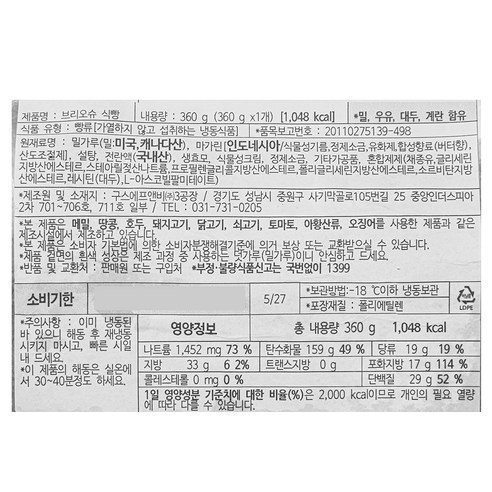 제품명 : 브리오슈 식빵 내용량 : 360 g (360 g x1개) [1,048 kcal] *밀, 우유, 대두, 계란 함유
식품 유형 : 빵류[가열하지 않고 섭취하는 냉동식품] *품목보고번호 : 20110275139-498
원재료명 : 밀가루(밀:미국,캐나다산), 마가린[인도네시아/식물성기름,정제소금,유화제,합성향료(버터향),
산도조절제], 설탕, 전란액(국내산), 생효모, 식물성크림, 정제소금, 기타가공품, 혼합제제(채종유,글리세린
지방산에스테르,스테아릴젖산나트륨,프로필렌글리콜지방산에스테르,폴리글리세린지방산에스테르,소르비탄지방
산에스테르,레시틴(대두),L-아스코빌팔미테이트)
*제조원 및 소재지 : 구스에프앤비㈜3공장 / 경기도 성남시 중원구 사기막골로105번길 25 중앙인더스피아
2차 701~706호, 711호 일부 / TEL : 031-731-0205
*본 제품은 메밀, 땅콩, 호두, 돼지고기, 닭고기, 쇠고기, 토마토, 아황산류, 오징어를 사용한 제품과 같은
제조시설에서 제조하고 있습니다.
*본 제품은 소비자 기본법에 의한 소비자분쟁해결기준에 의거 보상 또는 교환받으실 수 있습니다.
*제품 겉면의 흰색 성상은 제조 과정 중 사용하는 덧가루(밀가루)이니 안심하고 드세요.
*반품 및 교환처 : 판매원 또는 구입처 *부정·불량식품신고는 국번없이 1399
소비기한 5/27 *보관방법:-18 ℃이하 냉동보관
*포장재질 : 폴리에틸렌
LDPE
*주의사항 : 이미 냉동된
바 있으니 해동 후 재냉동
시키지 마시고, 빠른 시일
내 드세요.
*이 제품의 해동은 실온에
서 30~40분정도 하세요.
영양정보 총 내용량 360 g 1,048 kcal
나트륨 1,452 mg 73 % 탄수화물 159 g 49 % 당류 19 g 19 %
지방 33 g 6 2% 트랜스지방 0 g 포화지방 17 g 114 %
콜레스테롤 0 mg 0 % 단백질 29 g 52 %
1일 영양성분 기준치에 대한 비율(%)은 2,000 kcal이므로 개인의 필요 열량
에 따라 다를 수 있습니다.